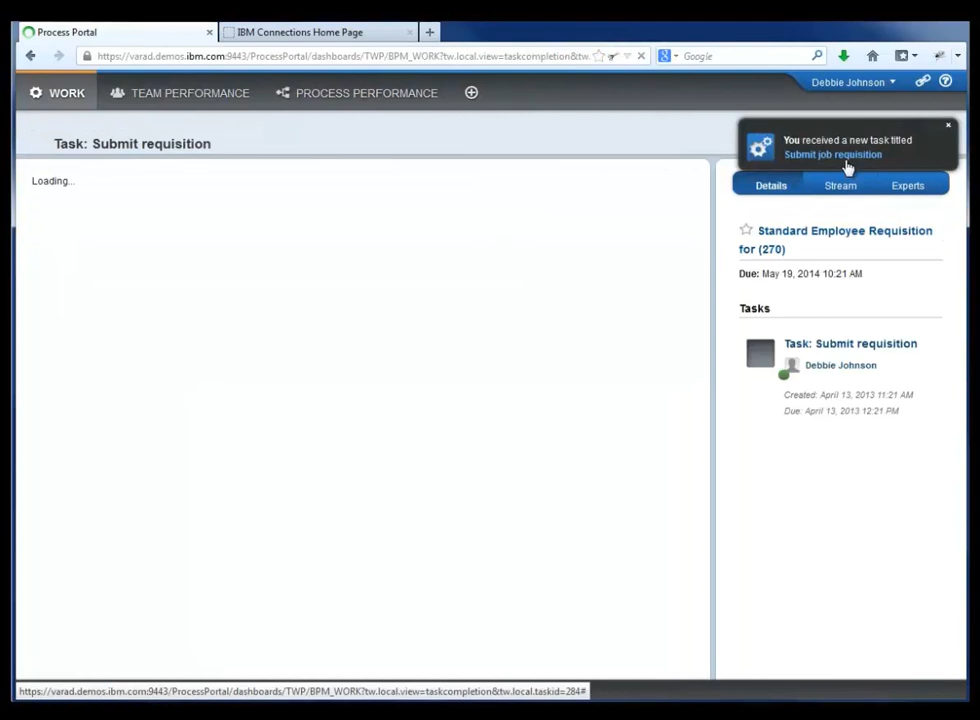 Process Portal
IBM Connections Home Page
https://varad.demos.ibm.com:9443/ProcessPortal/dashboards/TWP/BPM_WORK?tw.local.view=taskcompletion&tw.
Google
WORK
TEAM PERFORMANCE
PROCESS PERFORMANCE
Debbie Johnson
Task: Submit requisition
You received a new task titled
Submit job requisition
Loading...
Details
Stream
Experts
Standard Employee Requisition
for (270)
Due: May 19, 2014 10:21 AM
Tasks
Task: Submit requisition
Debbie Johnson
Created: April 13, 2013 11:21 AM
Due: April 13, 2013 12:21 PM
https://varad.demos.ibm.com:9443/ProcessPortal/dashboards/TWP/BPM_WORK?tw.local.view=taskcompletion&tw.local.taskid=284#